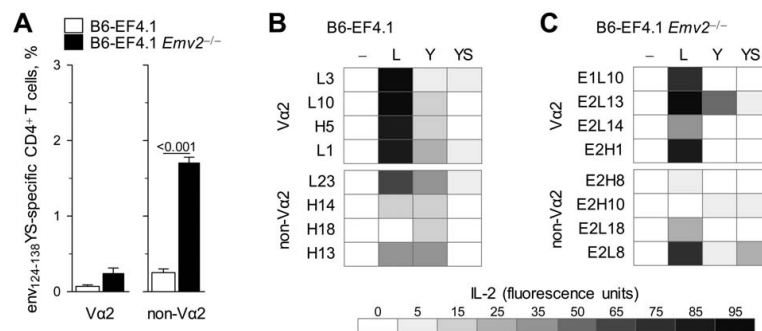 A
B6-EF4.1
B6-EF4.1 Emv2⁻/⁻
env₁₂₄₋₁₃₈YS-specific CD4⁺ T cells, %
3
2
1
0
<0.001
Vα2
non-Vα2
B
B6-EF4.1
– L Y YS
Vα2
L3
L10
H5
L1
non-Vα2
L23
H14
H18
H13
C
B6-EF4.1 Emv2⁻/⁻
– L Y YS
Vα2
E1L10
E2L13
E2L14
E2H1
non-Vα2
E2H8
E2H10
E2L18
E2L8
IL-2 (fluorescence units)
0 5 15 25 35 50 65 75 85 95